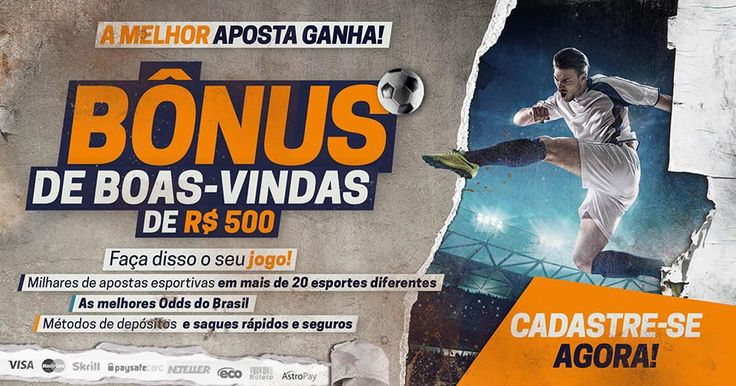 A MELHOR APOSTA GANHA!
BÔNUS
DE BOAS-VINDAS
DE R$ 500
Faça disso o seu jogo!
Milhares de apostas esportivas em mais de 20 esportes diferentes
As melhores Odds do Brasil
Métodos de depósitos e saques rápidos e seguros
CADASTRE-SE
AGORA!
VISA MasterCard Skrill paysafecard NETELLER eco Boleto AstroPay